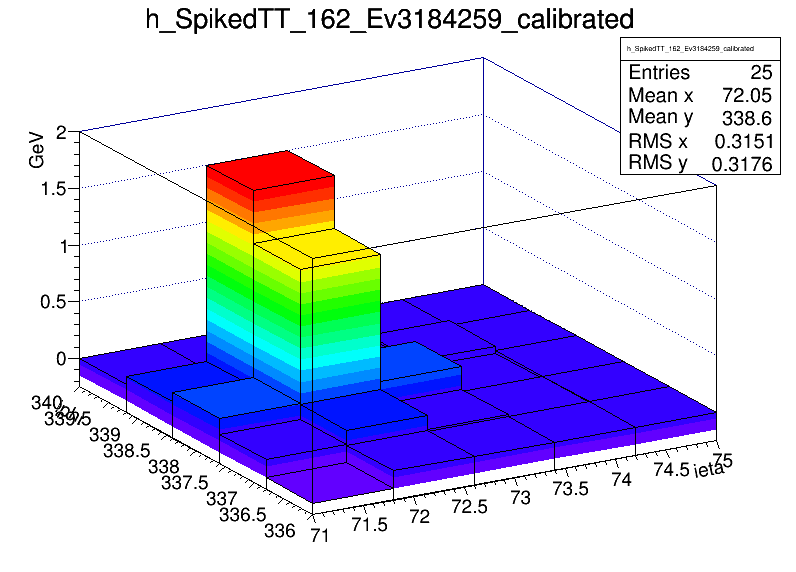 h_SpikedTT_162_Ev3184259_calibrated
h_SpikedTT_162_Ev3184259_calibrated
Entries 25
Mean x 72.05
Mean y 338.6
RMS x 0.3151
RMS y 0.3176
GeV
2
1.5
1
0.5
0
340
339.5
339
338.5
338
337.5
337
336.5
336
71
71.5
72
72.5
73
73.5
74
74.5
75
ieta